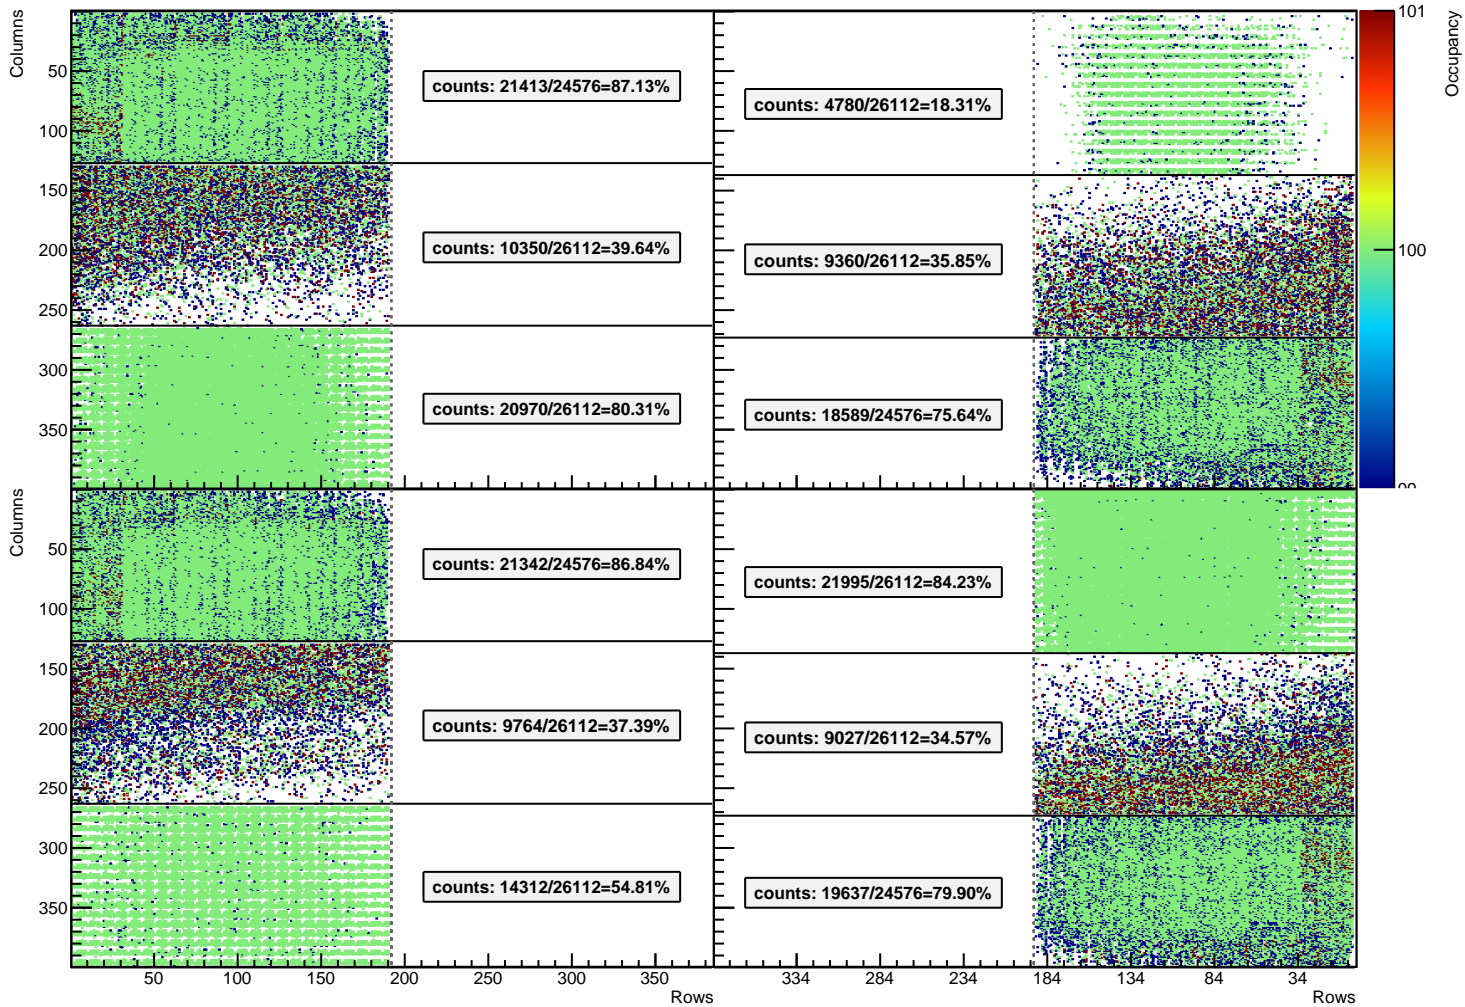 Columns
50
100
150
200
250
300
350
counts: 21413/24576=87.13%
counts: 10350/26112=39.64%
counts: 20970/26112=80.31%
counts: 4780/26112=18.31%
counts: 9360/26112=35.85%
counts: 18589/24576=75.64%
101
100
Occupancy
Columns
50
100
150
200
250
300
350
counts: 21342/24576=86.84%
counts: 9764/26112=37.39%
counts: 14312/26112=54.81%
counts: 21995/26112=84.23%
counts: 9027/26112=34.57%
counts: 19637/24576=79.90%
50 100 150 200 250 300 350
Rows
334 284 234 184 134 84 34
Rows